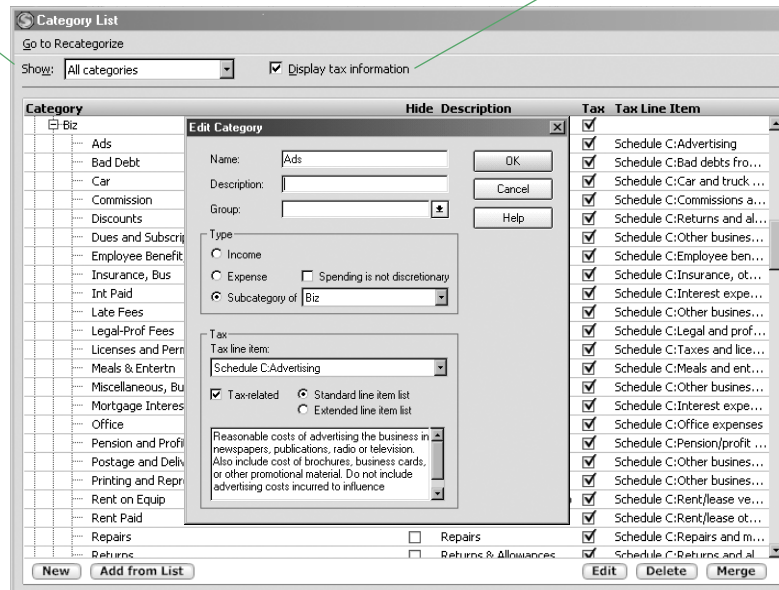 Category List
Go to Recategorize
Show: All categories Display tax information
Category Hide Description Tax Tax Line Item
Biz
Ads Schedule C:Advertising
Bad Debt Schedule C:Bad debts fro...
Car Schedule C:Car and truck ...
Commission Schedule C:Commissions a...
Discounts Schedule C:Returns and al...
Dues and Subscrip Schedule C:Other busines...
Employee Benefit Schedule C:Employee ben...
Insurance, Bus Schedule C:Insurance, ot...
Int Paid Schedule C:Interest expe...
Late Fees Schedule C:Other busines...
Legal-Prof Fees Schedule C:Legal and prof...
Licenses and Perm Schedule C:Taxes and lice...
Meals & Entertn Schedule C:Meals and ent...
Miscellaneous, Bu Schedule C:Other busines...
Mortgage Interes Schedule C:Interest expe...
Office Schedule C:Office expenses
Pension and Profi Schedule C:Pension/profit ...
Postage and Deliv Schedule C:Other busines...
Printing and Repr Schedule C:Other busines...
Rent on Equip Schedule C:Rent/lease ve...
Rent Paid Schedule C:Rent/lease ot...
Repairs Repairs Schedule C:Repairs and m...
Returns Returns & Allowances Schedule C:Returns and al
New Add from List Edit Delete Merge
Edit Category
Name: Ads OK
Description: Cancel
Group: Help
Type
Income
Expense Spending is not discretionary
Subcategory of Biz
Tax
Tax line item:
Schedule C:Advertising
Tax-related Standard line item list
Extended line item list
Reasonable costs of advertising the business in
newspapers, publications, radio or television.
Also include cost of brochures, business cards,
or other promotional material. Do not include
advertising costs incurred to influence